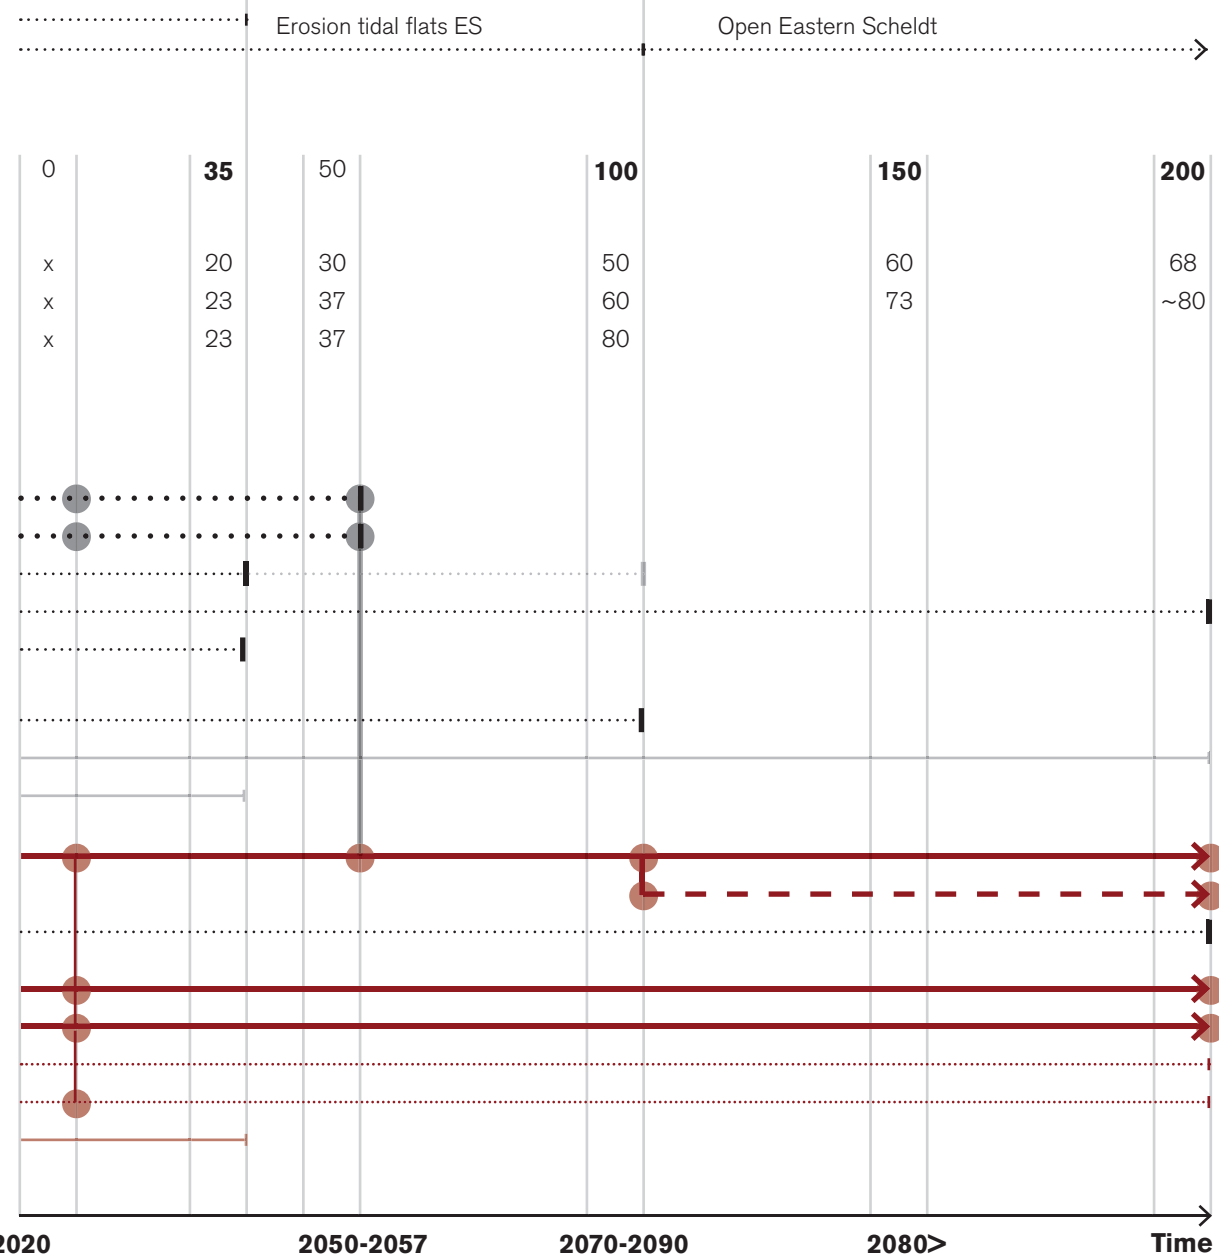 Erosion tidal flats ES Open Eastern Scheldt
0 35 50 100 150 200
x 20 30 50 60 68
x 23 37 60 73 ~80
x 23 37 80
2020 2050-2057 2070-2090 2080> Time